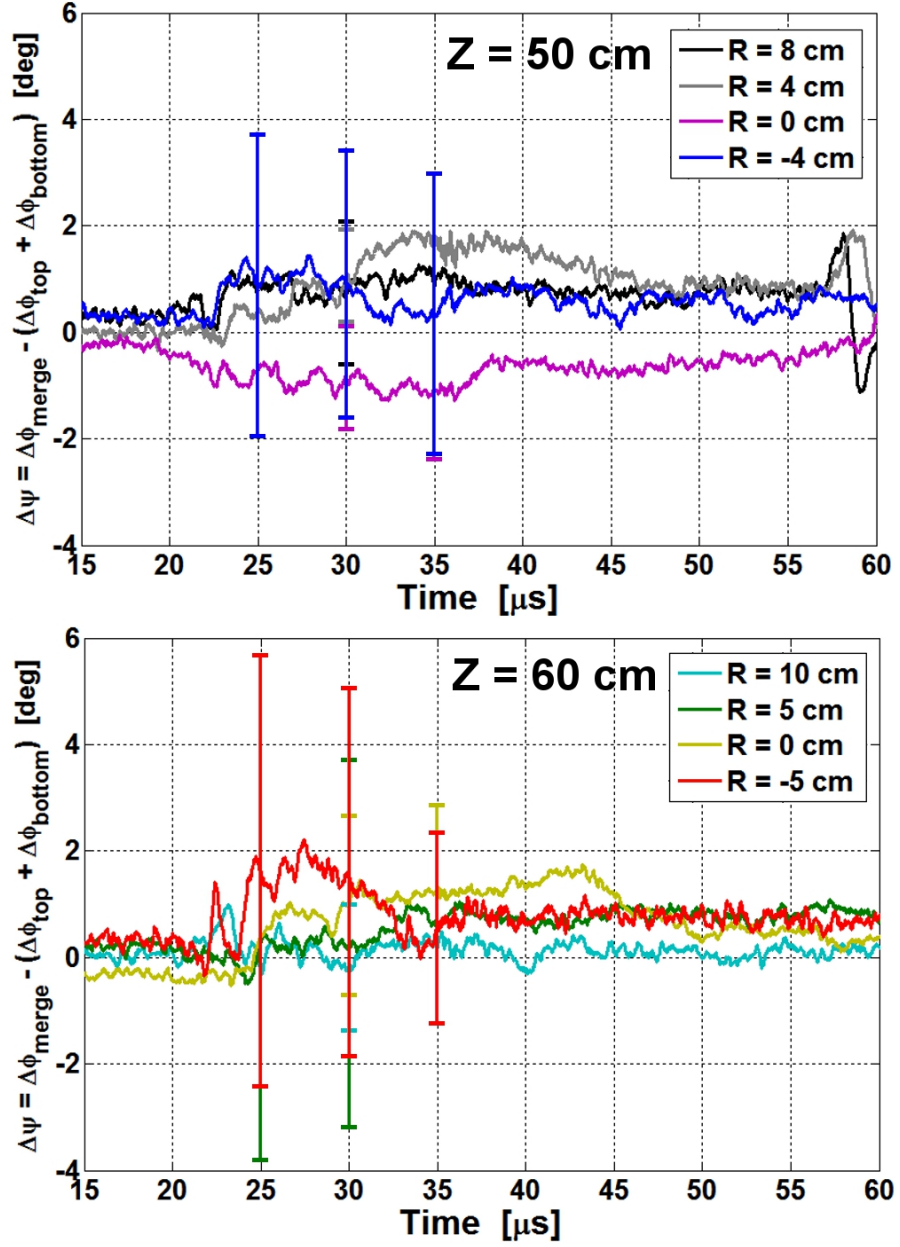 Z = 50 cm
R = 8 cm
R = 4 cm
R = 0 cm
R = -4 cm
Δψ = Δϕmerge - (Δϕtop + Δϕbottom) [deg]
6
4
2
0
-2
-4
15 20 25 30 35 40 45 50 55 60
Time [μs]
Z = 60 cm
R = 10 cm
R = 5 cm
R = 0 cm
R = -5 cm
Δψ = Δϕmerge - (Δϕtop + Δϕbottom) [deg]
6
4
2
0
-2
-4
15 20 25 30 35 40 45 50 55 60
Time [μs]